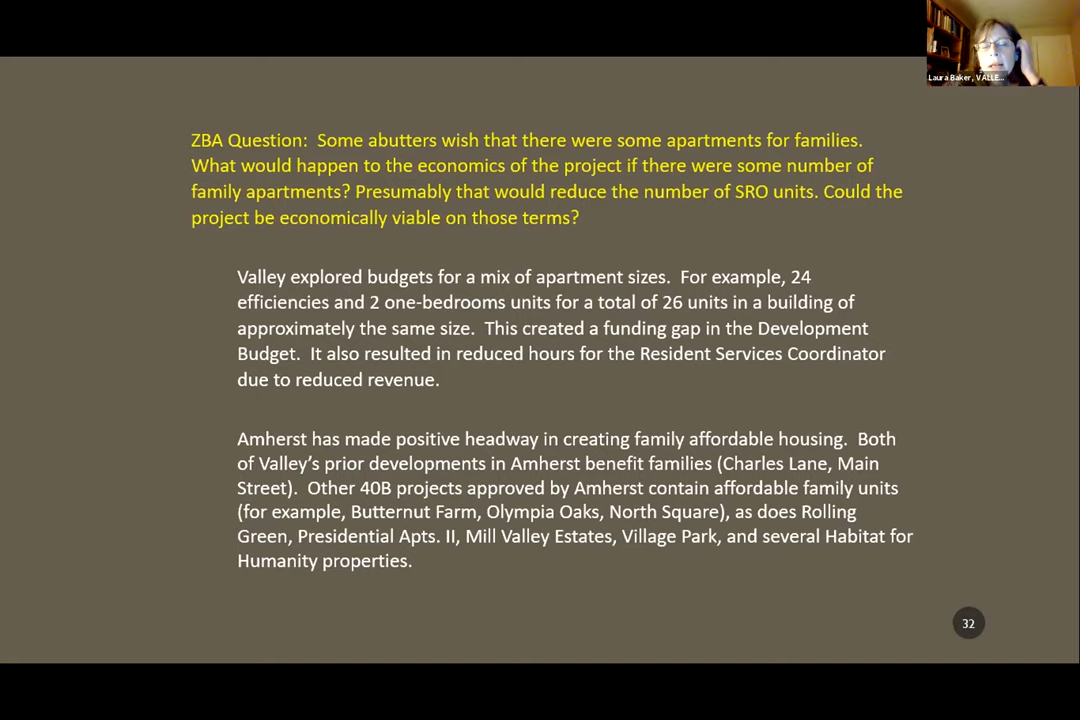 Laura Baker, VALLE...
ZBA Question:  Some abutters wish that there were some apartments for families.
What would happen to the economics of the project if there were some number of
family apartments? Presumably that would reduce the number of SRO units. Could the
project be economically viable on those terms?
Valley explored budgets for a mix of apartment sizes.  For example, 24
efficiencies and 2 one-bedrooms units for a total of 26 units in a building of
approximately the same size.  This created a funding gap in the Development
Budget.  It also resulted in reduced hours for the Resident Services Coordinator
due to reduced revenue.
Amherst has made positive headway in creating family affordable housing.  Both
of Valley’s prior developments in Amherst benefit families (Charles Lane, Main
Street).  Other 40B projects approved by Amherst contain affordable family units
(for example, Butternut Farm, Olympia Oaks, North Square), as does Rolling
Green, Presidential Apts. II, Mill Valley Estates, Village Park, and several Habitat for
Humanity properties.
32